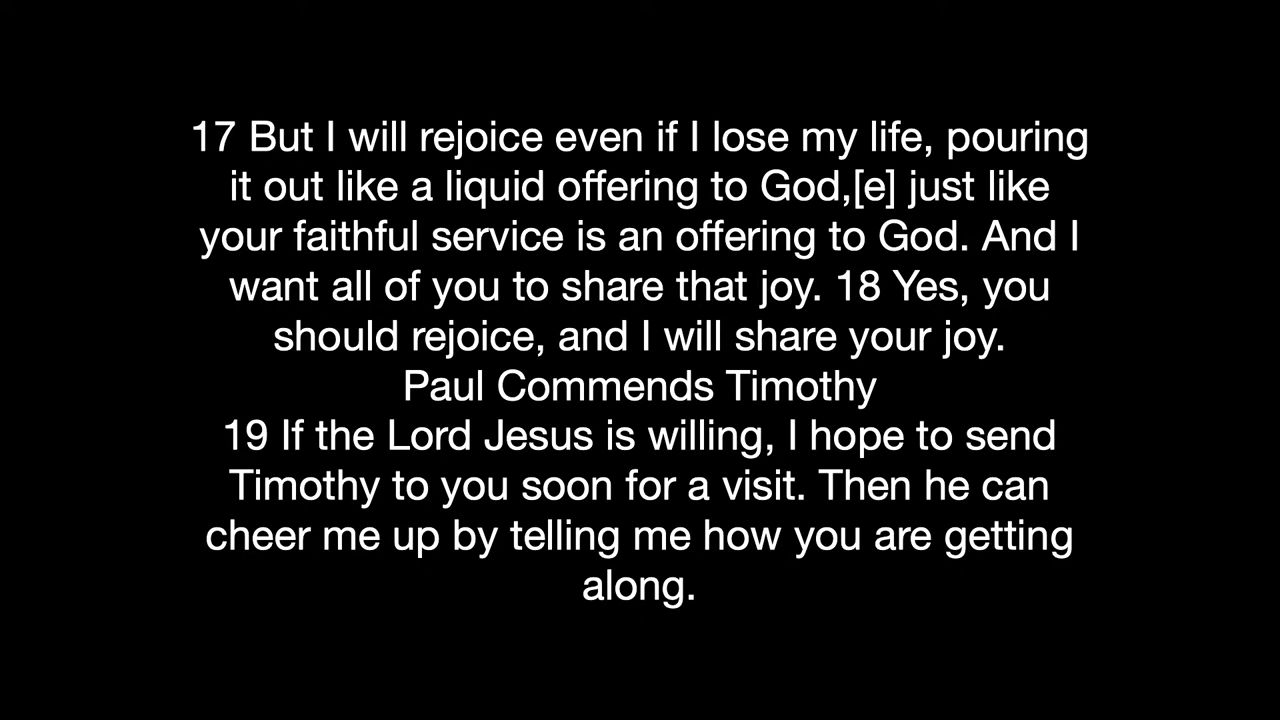 17 But I will rejoice even if I lose my life, pouring
it out like a liquid offering to God,[e] just like
your faithful service is an offering to God. And I
want all of you to share that joy. 18 Yes, you
should rejoice, and I will share your joy.
Paul Commends Timothy
19 If the Lord Jesus is willing, I hope to send
Timothy to you soon for a visit. Then he can
cheer me up by telling me how you are getting
along.